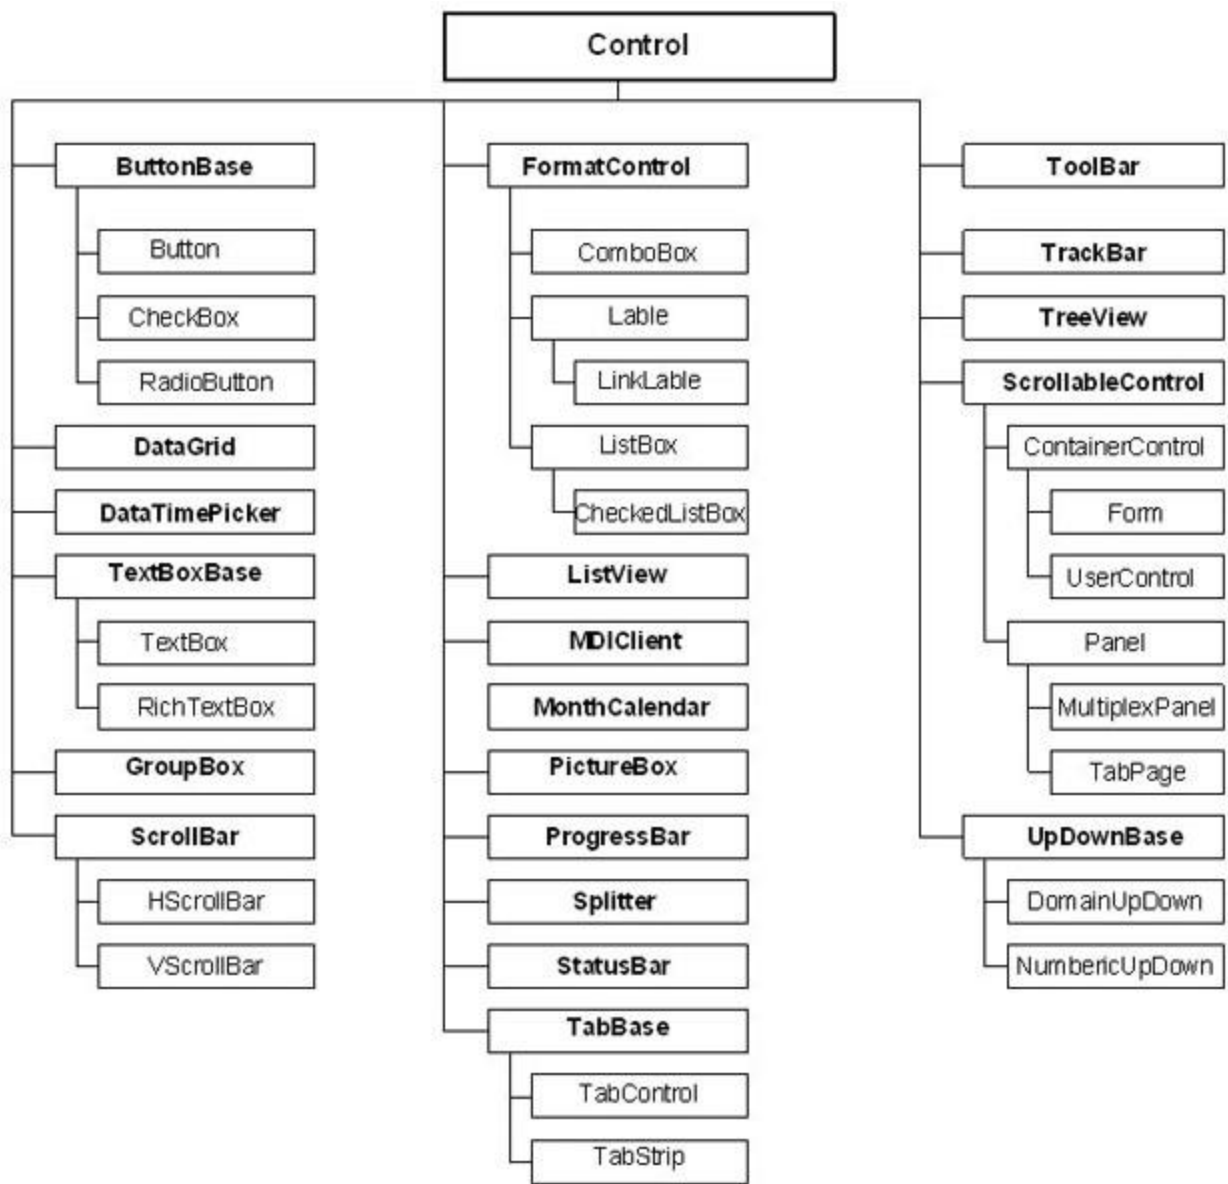 Control
ButtonBase
Button
CheckBox
RadioButton
DataGrid
DataTimePicker
TextBoxBase
TextBox
RichTextBox
GroupBox
ScrollBar
HScrollBar
VScrollBar
FormatControl
ComboBox
Lable
LinkLable
ListBox
CheckedListBox
ListView
MDIClient
MonthCalendar
PictureBox
ProgressBar
Splitter
StatusBar
TabBase
TabControl
TabStrip
ToolBar
TrackBar
TreeView
ScrollableControl
ContainerControl
Form
UserControl
Panel
MultiplexPanel
TabPage
UpDownBase
DomainUpDown
NumbericUpDown